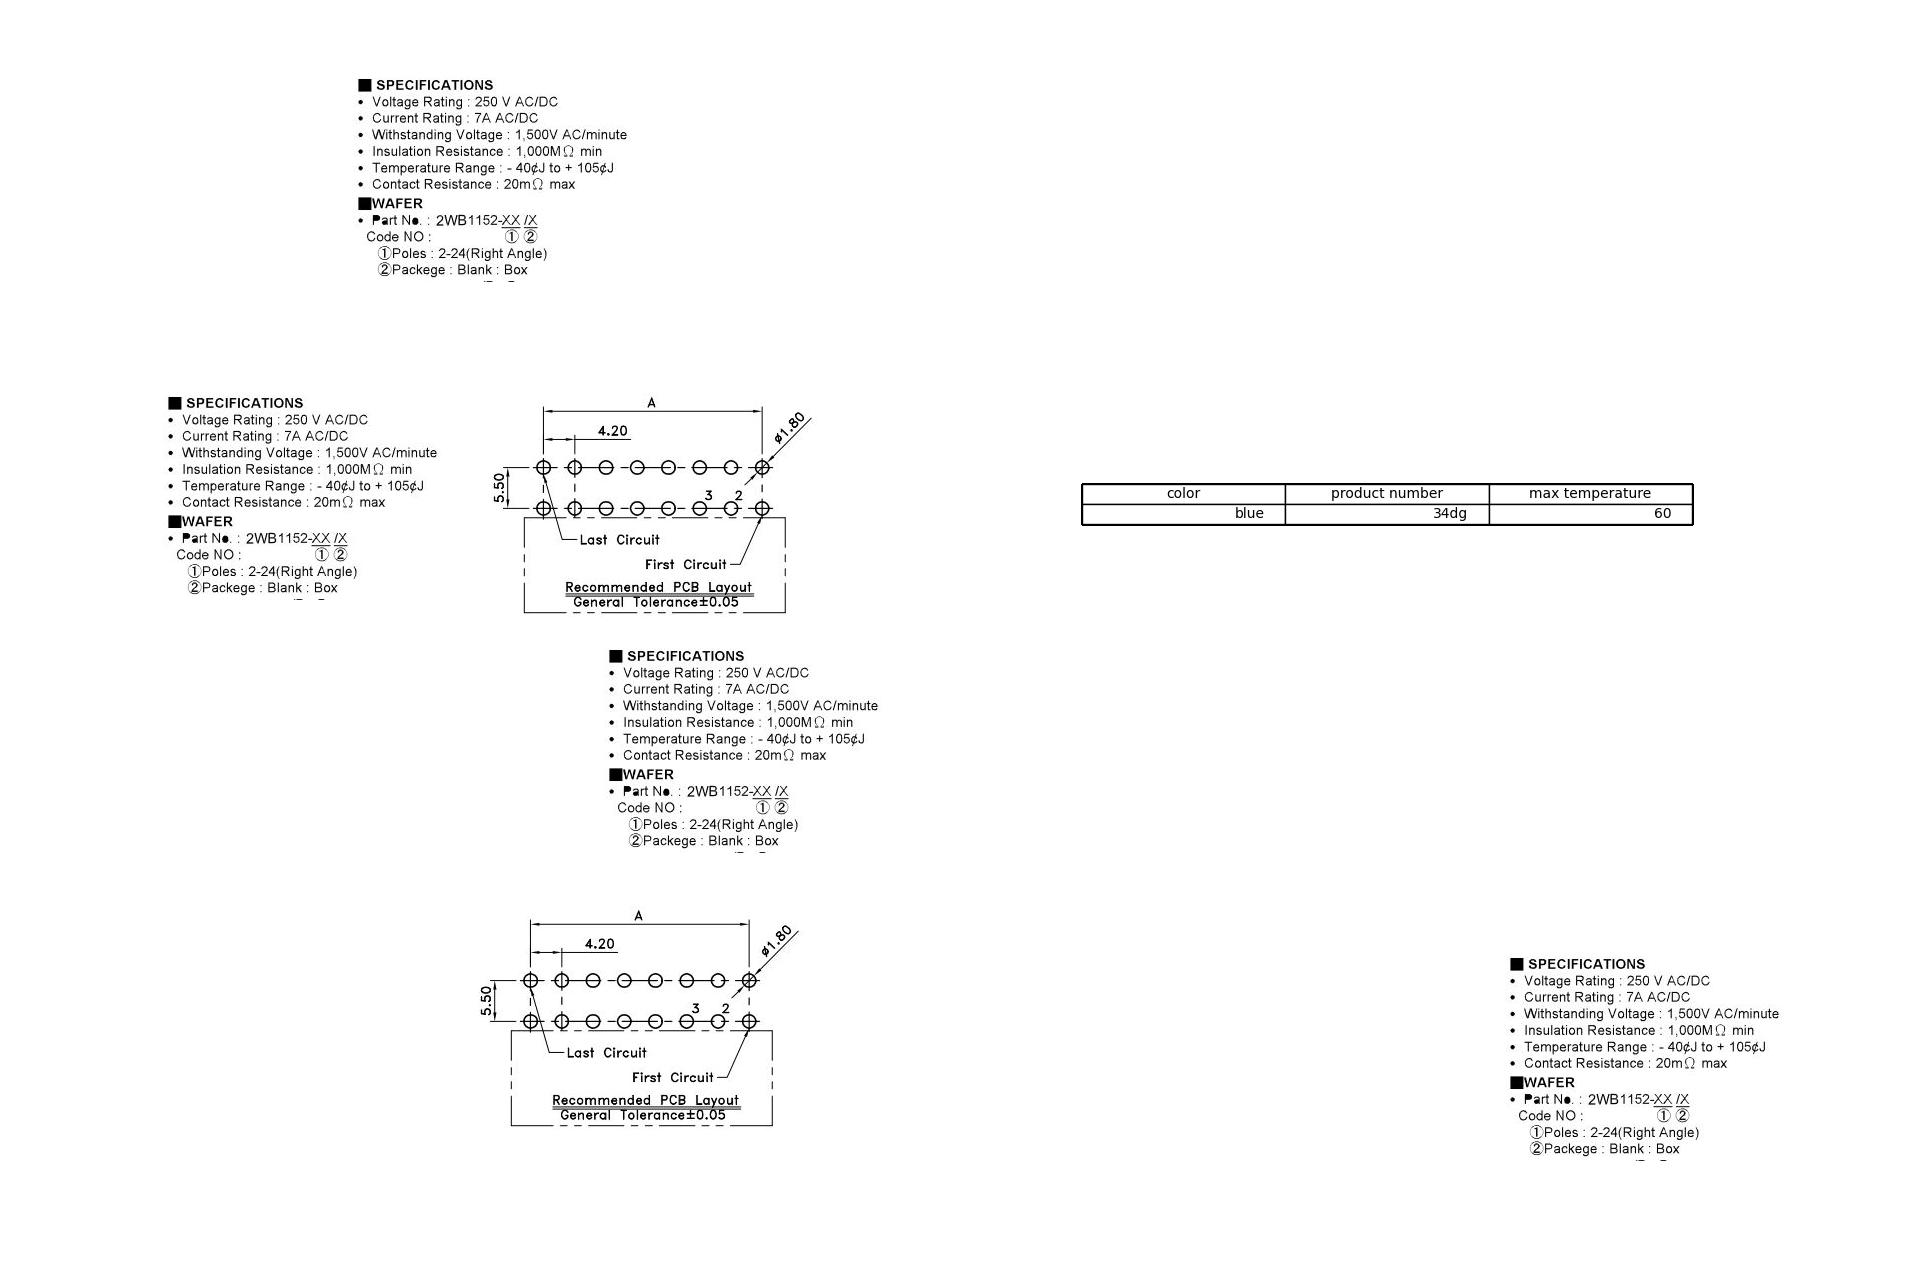 ■ SPECIFICATIONS
• Voltage Rating : 250 V AC/DC
• Current Rating : 7A AC/DC
• Withstanding Voltage : 1,500V AC/minute
• Insulation Resistance : 1,000MΩ min
• Temperature Range : - 40¢J to + 105¢J
• Contact Resistance : 20mΩ max
■WAFER
• Part No. : 2WB1152-XX /X
Code NO : ① ②
①Poles : 2-24(Right Angle)
②Packege : Blank : Box
■ SPECIFICATIONS
• Voltage Rating : 250 V AC/DC
• Current Rating : 7A AC/DC
• Withstanding Voltage : 1,500V AC/minute
• Insulation Resistance : 1,000MΩ min
• Temperature Range : - 40¢J to + 105¢J
• Contact Resistance : 20mΩ max
■WAFER
• Part No. : 2WB1152-XX /X
Code NO : ① ②
①Poles : 2-24(Right Angle)
②Packege : Blank : Box
A
4.20
ø1.80
5.50
3 2
Last Circuit
First Circuit
Recommended PCB Layout
General Tolerance±0.05
color product number max temperature
blue 34dg 60
■ SPECIFICATIONS
• Voltage Rating : 250 V AC/DC
• Current Rating : 7A AC/DC
• Withstanding Voltage : 1,500V AC/minute
• Insulation Resistance : 1,000MΩ min
• Temperature Range : - 40¢J to + 105¢J
• Contact Resistance : 20mΩ max
■WAFER
• Part No. : 2WB1152-XX /X
Code NO : ① ②
①Poles : 2-24(Right Angle)
②Packege : Blank : Box
A
4.20
ø1.80
5.50
3 2
Last Circuit
First Circuit
Recommended PCB Layout
General Tolerance±0.05
■ SPECIFICATIONS
• Voltage Rating : 250 V AC/DC
• Current Rating : 7A AC/DC
• Withstanding Voltage : 1,500V AC/minute
• Insulation Resistance : 1,000MΩ min
• Temperature Range : - 40¢J to + 105¢J
• Contact Resistance : 20mΩ max
■WAFER
• Part No. : 2WB1152-XX /X
Code NO : ① ②
①Poles : 2-24(Right Angle)
②Packege : Blank : Box